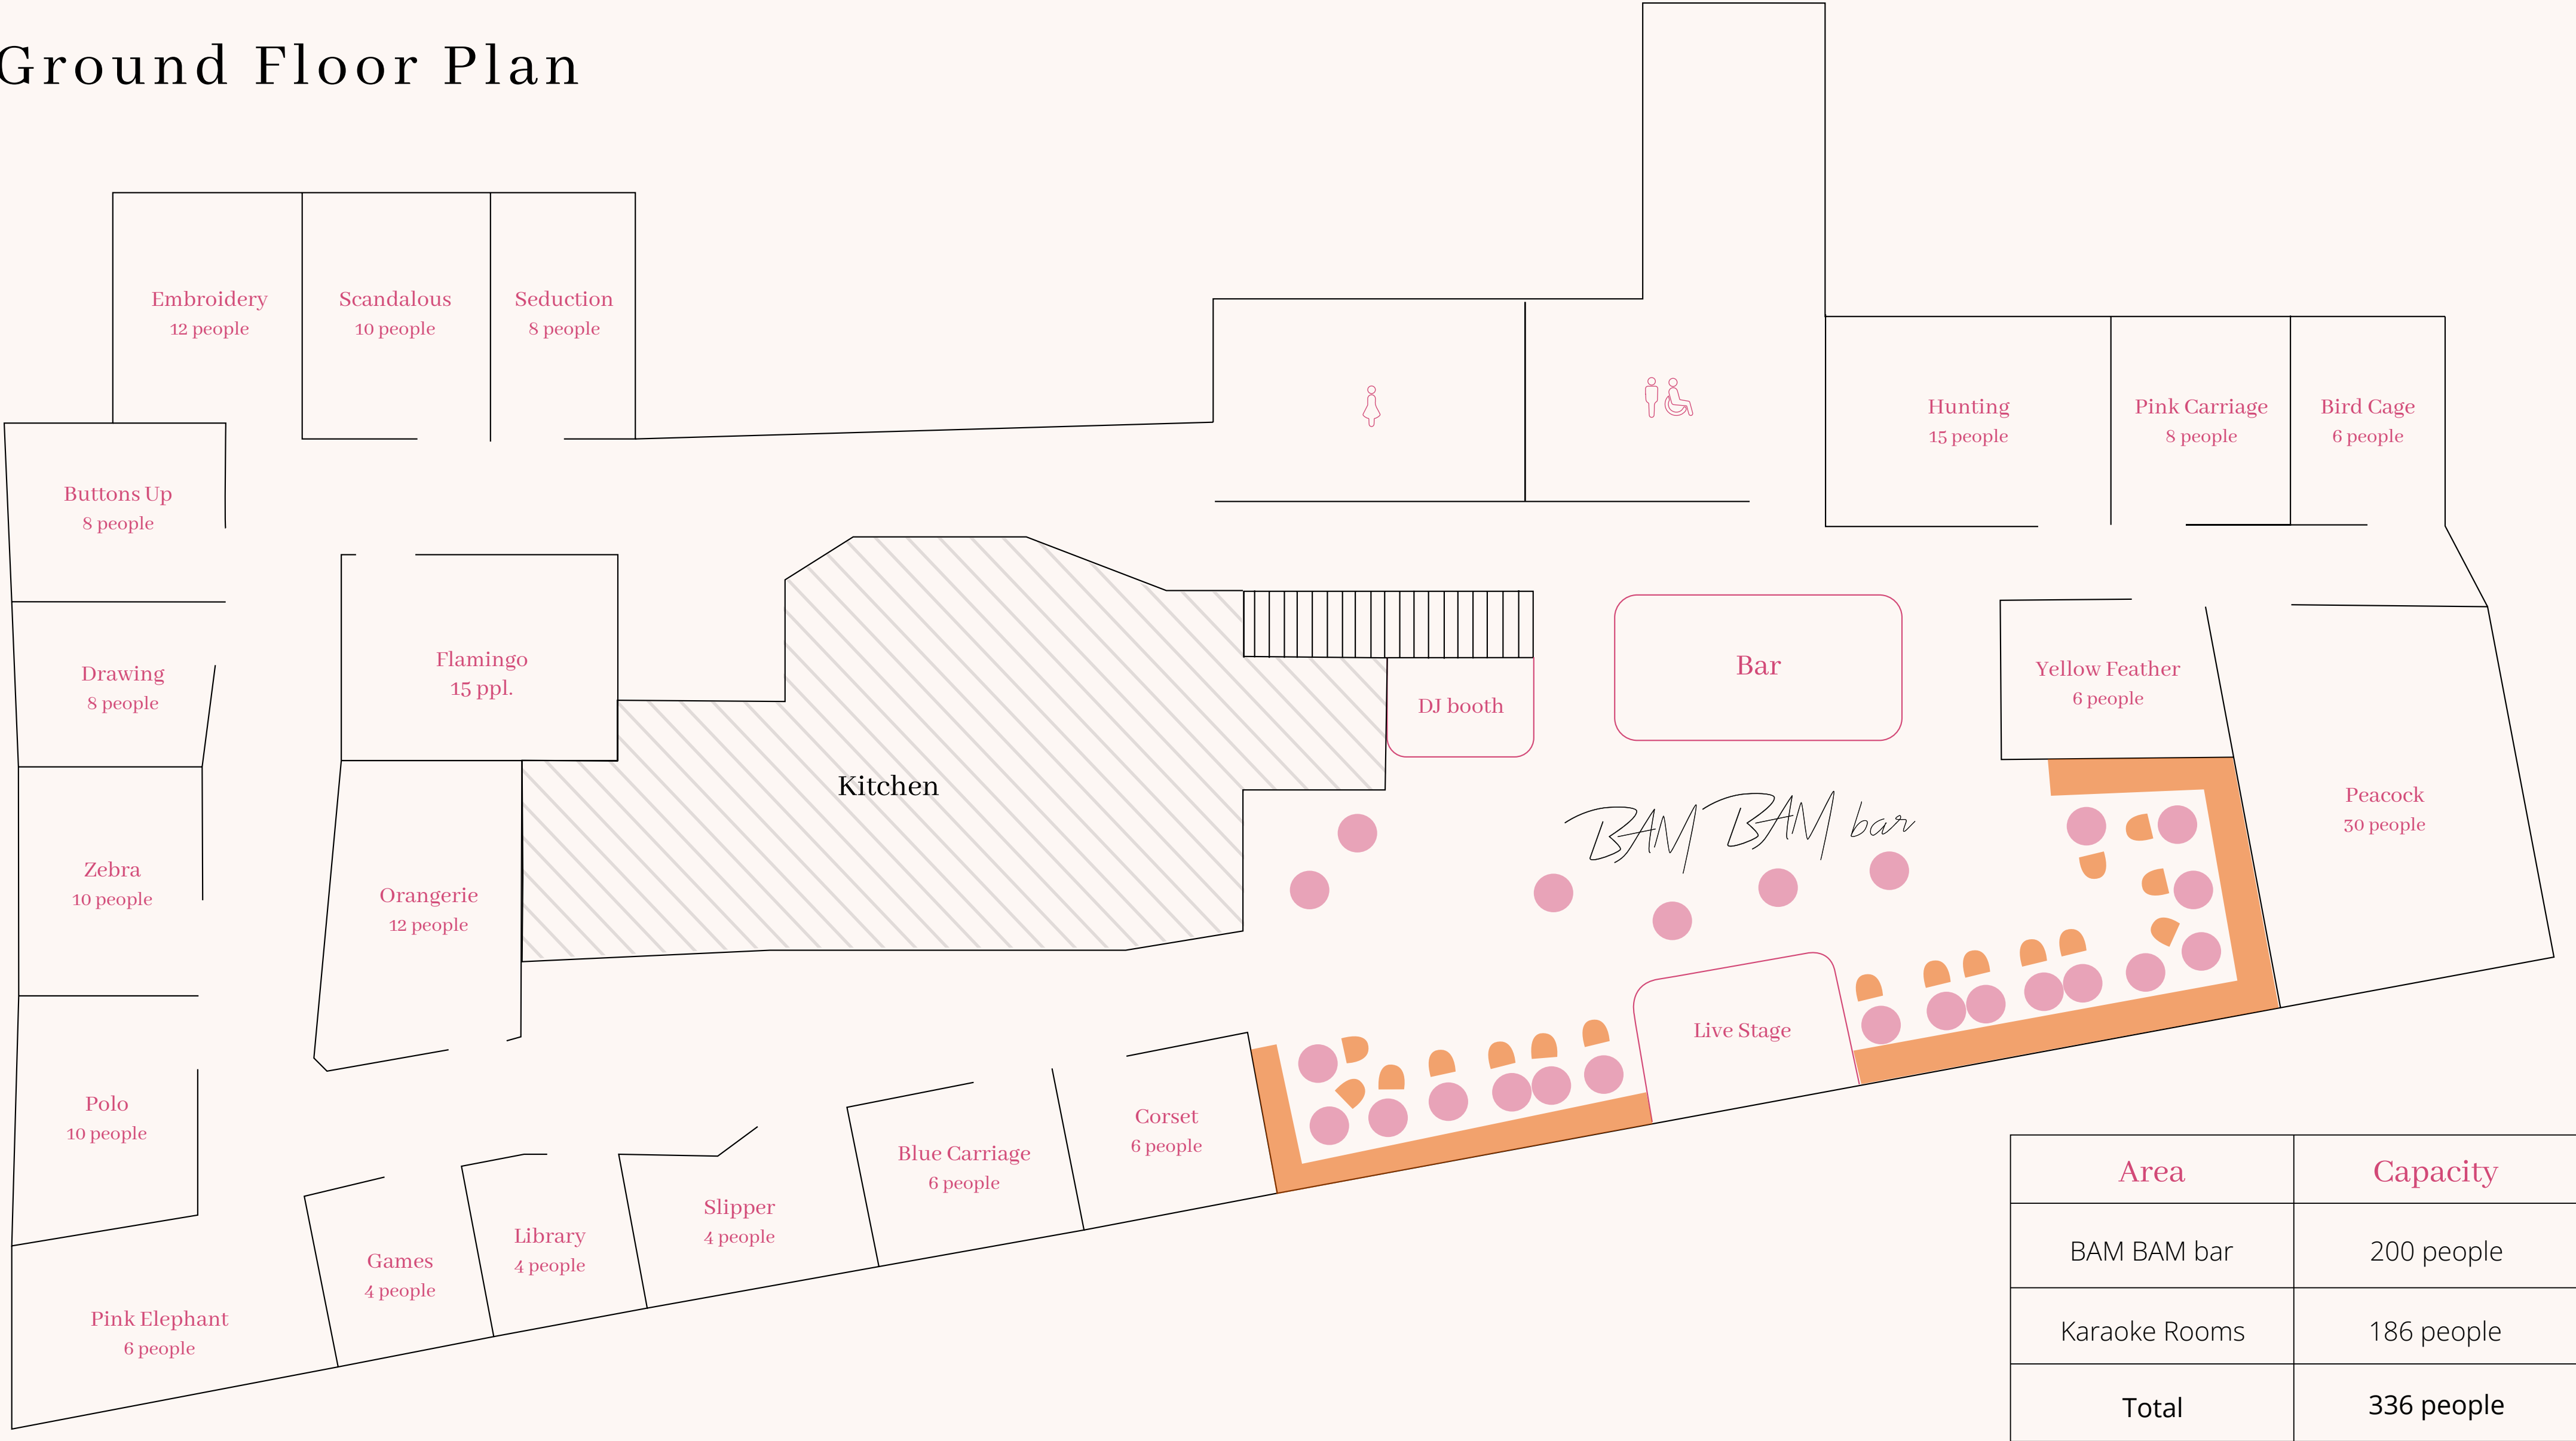 Ground Floor Plan
Embroidery
12 people
Scandalous
10 people
Seduction
8 people
Buttons Up
8 people
Drawing
8 people
Zebra
10 people
Polo
10 people
Pink Elephant
6 people
Flamingo
15 ppl.
Orangerie
12 people
Kitchen
Games
4 people
Library
4 people
Slipper
4 people
Blue Carriage
6 people
Corset
6 people
DJ booth
Bar
BAM BAM bar
Live Stage
Hunting
15 people
Pink Carriage
8 people
Bird Cage
6 people
Yellow Feather
6 people
Peacock
30 people
Area Capacity
BAM BAM bar 200 people
Karaoke Rooms 186 people
Total 336 people